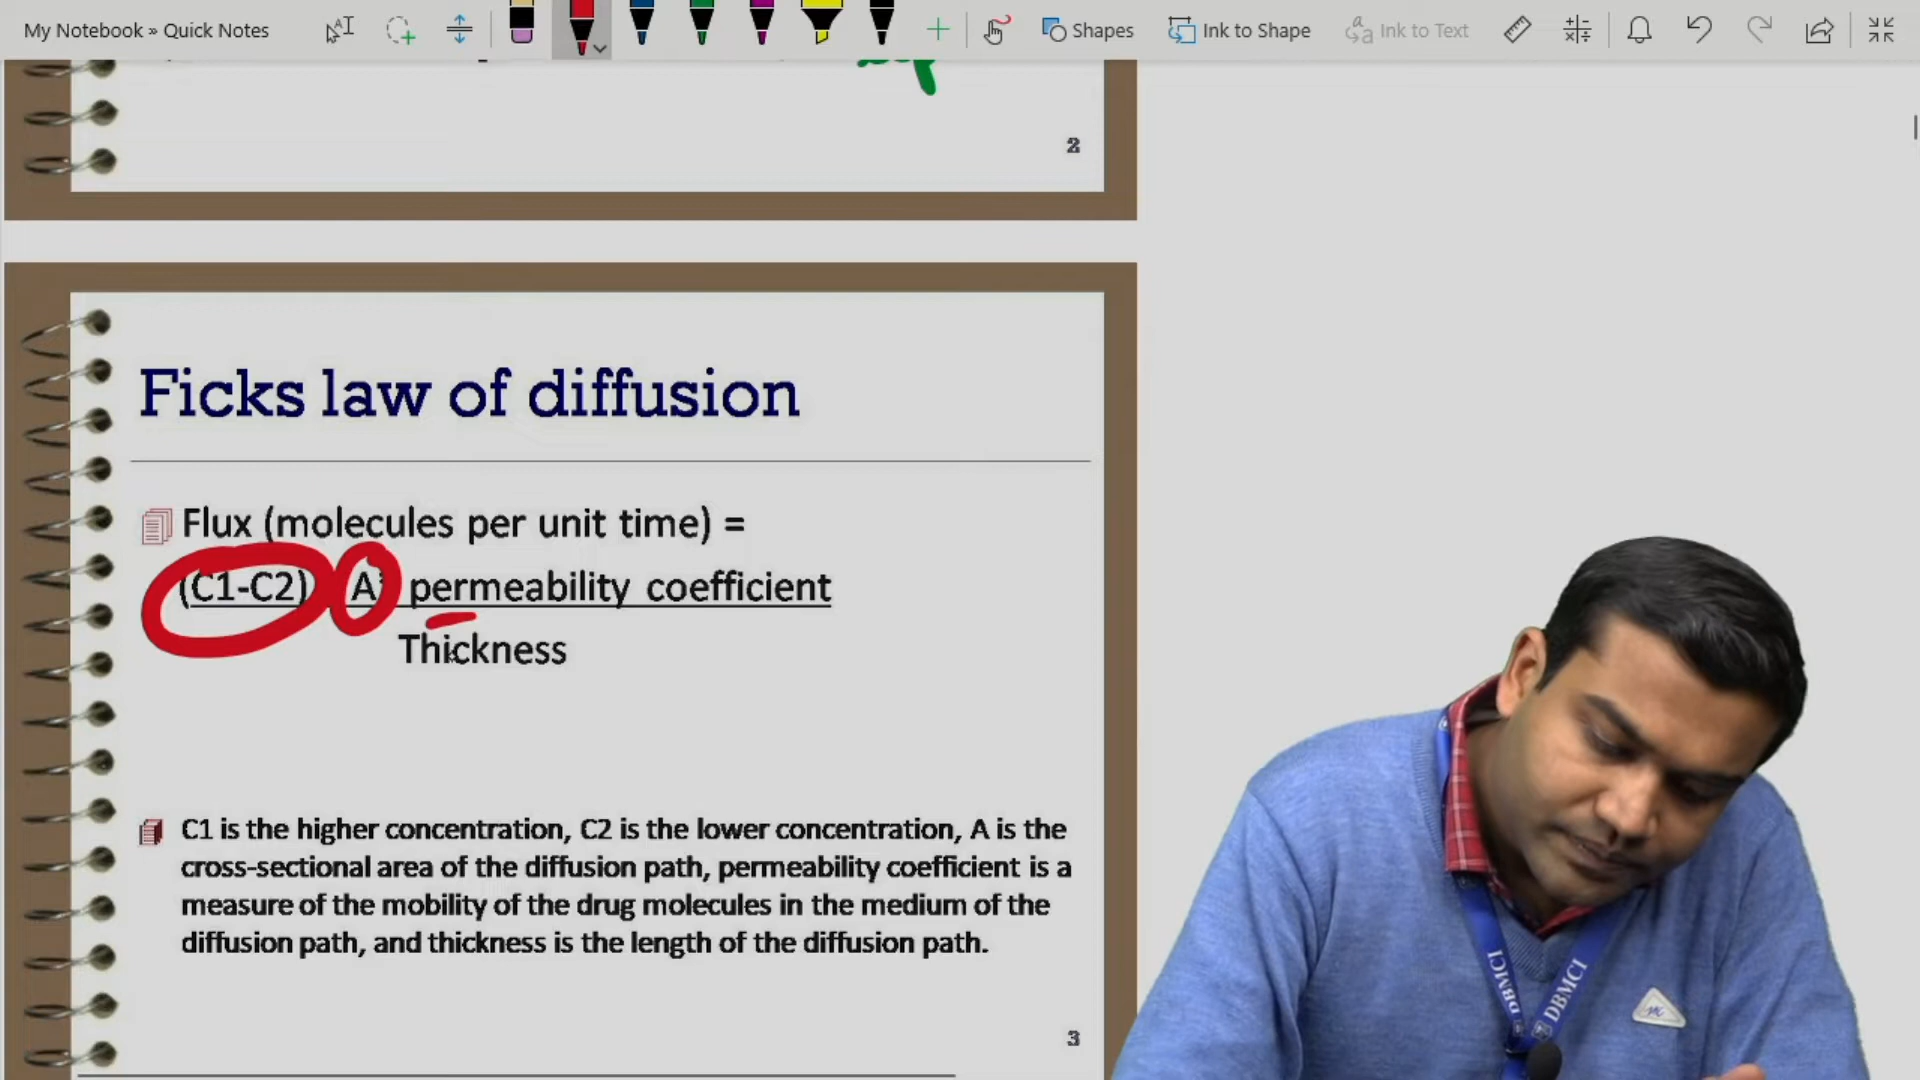 My Notebook » Quick Notes
Shapes
Ink to Shape
Ink to Text
2
Ficks law of diffusion
Flux (molecules per unit time) =
(C1-C2) A* permeability coefficient
Thickness
C1 is the higher concentration, C2 is the lower concentration, A is the
cross-sectional area of the diffusion path, permeability coefficient is a
measure of the mobility of the drug molecules in the medium of the
diffusion path, and thickness is the length of the diffusion path.
3
DBMCI
DBMCI